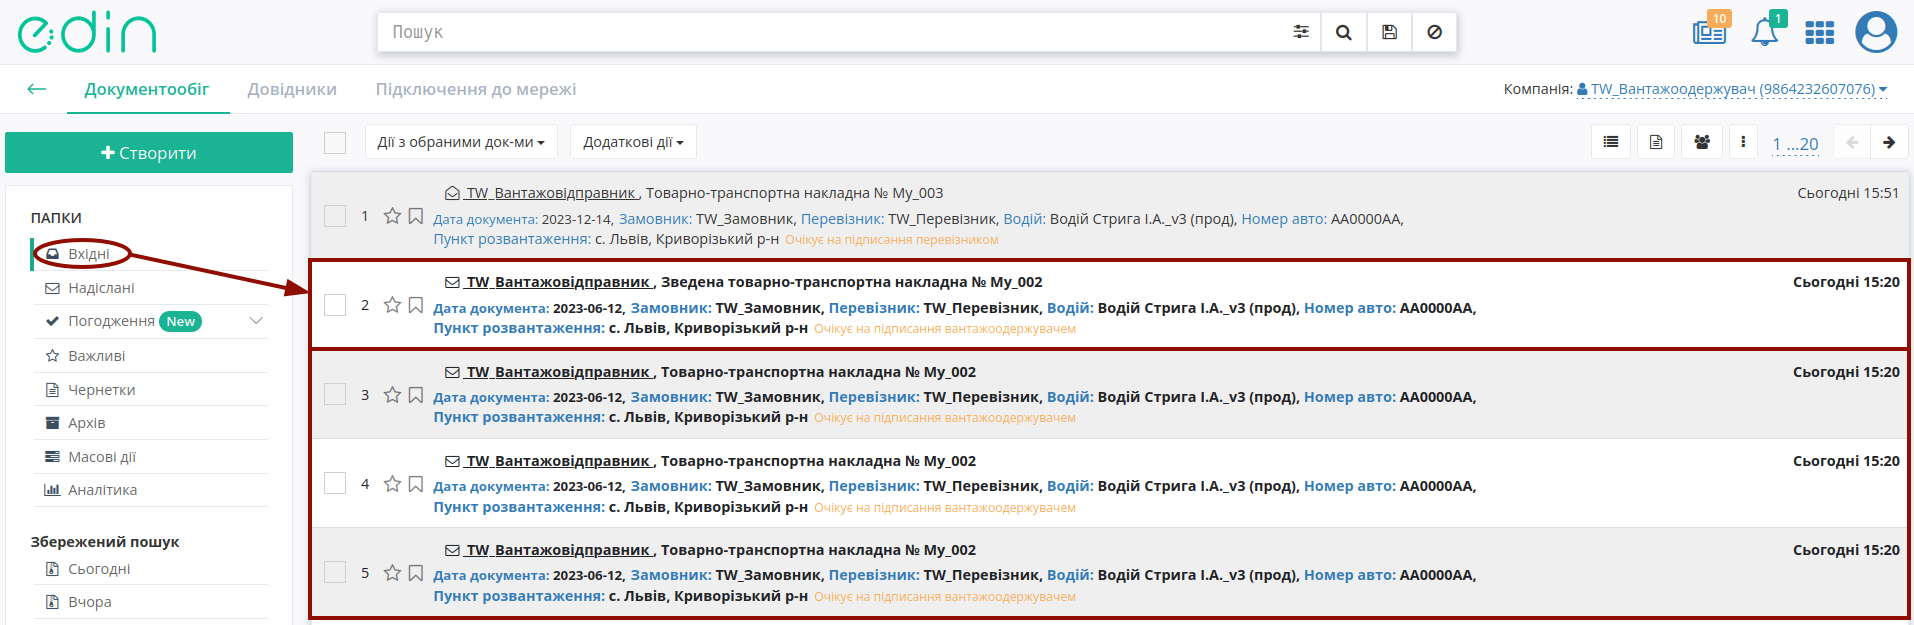 edin
Пошук
10
1
Документообіг
Довідники
Підключення до мережі
Компанія: TW_Вантажоодержувач (9864232607076)
Створити
Дії з обраними док-ми
Додаткові дії
1 ...20
ПАПКИ
Вхідні
Надіслані
Погодження New
Важливі
Чернетки
Архів
Масові дії
Аналітика
Збережений пошук
Сьогодні
Вчора
1
TW_Вантажовідправник , Товарно-транспортна накладна № My_003
Сьогодні 15:51
Дата документа: 2023-12-14, Замовник: TW_Замовник, Перевізник: TW_Перевізник, Водій: Водій Стрига І.А._v3 (прод), Номер авто: AA0000AA,
Пункт розвантаження: с. Львів, Криворізький р-н Очікує на підписання перевізником
2
TW_Вантажовідправник , Зведена товарно-транспортна накладна № My_002
Сьогодні 15:20
Дата документа: 2023-06-12, Замовник: TW_Замовник, Перевізник: TW_Перевізник, Водій: Водій Стрига І.А._v3 (прод), Номер авто: AA0000AA,
Пункт розвантаження: с. Львів, Криворізький р-н Очікує на підписання вантажоодержувачем
3
TW_Вантажовідправник , Товарно-транспортна накладна № My_002
Сьогодні 15:20
Дата документа: 2023-06-12, Замовник: TW_Замовник, Перевізник: TW_Перевізник, Водій: Водій Стрига І.А._v3 (прод), Номер авто: AA0000AA,
Пункт розвантаження: с. Львів, Криворізький р-н Очікує на підписання вантажоодержувачем
4
TW_Вантажовідправник , Товарно-транспортна накладна № My_002
Сьогодні 15:20
Дата документа: 2023-06-12, Замовник: TW_Замовник, Перевізник: TW_Перевізник, Водій: Водій Стрига І.А._v3 (прод), Номер авто: AA0000AA,
Пункт розвантаження: с. Львів, Криворізький р-н Очікує на підписання вантажоодержувачем
5
TW_Вантажовідправник , Товарно-транспортна накладна № My_002
Сьогодні 15:20
Дата документа: 2023-06-12, Замовник: TW_Замовник, Перевізник: TW_Перевізник, Водій: Водій Стрига І.А._v3 (прод), Номер авто: AA0000AA,
Пункт розвантаження: с. Львів, Криворізький р-н Очікує на підписання вантажоодержувачем